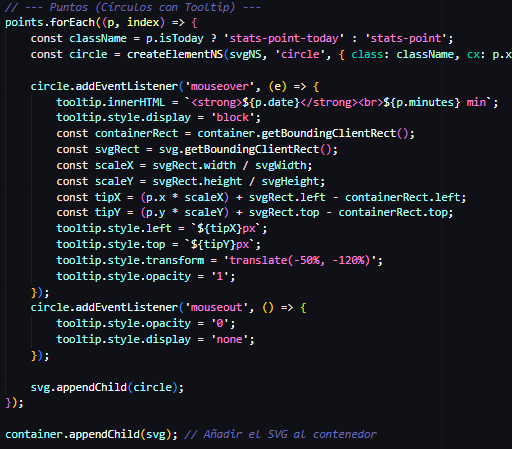 // --- Puntos (Círculos con Tooltip) ---
points.forEach((p, index) => {
    const className = p.isToday ? 'stats-point-today' : 'stats-point';
    const circle = createElementNS(svgNS, 'circle', { class: className, cx: p.x
    circle.addEventListener('mouseover', (e) => {
        tooltip.innerHTML = `<strong>${p.date}</strong><br>${p.minutes} min`;
        tooltip.style.display = 'block';
        const containerRect = container.getBoundingClientRect();
        const svgRect = svg.getBoundingClientRect();
        const scaleX = svgRect.width / svgWidth;
        const scaleY = svgRect.height / svgHeight;
        const tipX = (p.x * scaleX) + svgRect.left - containerRect.left;
        const tipY = (p.y * scaleY) + svgRect.top - containerRect.top;
        tooltip.style.left = `${tipX}px`;
        tooltip.style.top = `${tipY}px`;
        tooltip.style.transform = 'translate(-50%, -120%)';
        tooltip.style.opacity = '1';
    });
    circle.addEventListener('mouseout', () => {
        tooltip.style.opacity = '0';
        tooltip.style.display = 'none';
    });
    svg.appendChild(circle);
});
container.appendChild(svg); // Añadir el SVG al contenedor